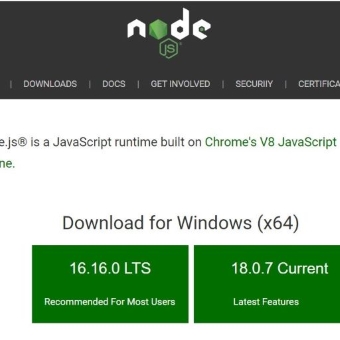 node
JS
| DOWNLOADS | DOCS | GET INVOLVED | SECURIIY | CERTIFICA
e.js® is a JavaScript runtime built on Chrome's V8 JavaScript
ne.
Download for Windows (x64)
16.16.0 LTS 18.0.7 Current
Recommended For Most Users Latest Features